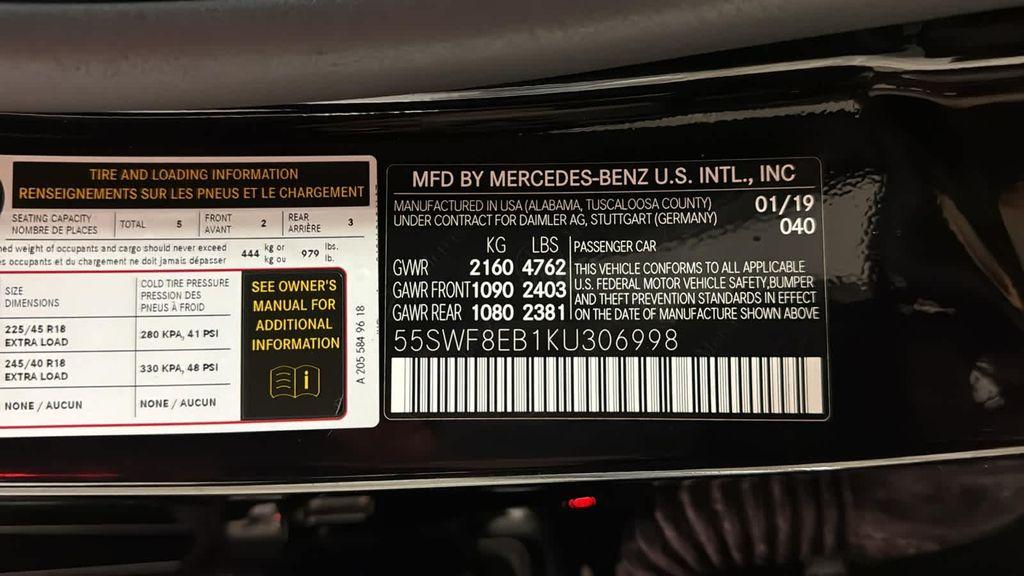 TIRE AND LOADING INFORMATION
RENSEIGNEMENTS SUR LES PNEUS ET LE CHARGEMENT
SEATING CAPACITY
NOMBRE DE PLACES
TOTAL 5
FRONT
AVANT
2
REAR
ARRIÈRE
3
of occupants and cargo should never exceed
occupants et du chargement ne doit jamais dépasser
444 kg or
kg ou
979 lbs.
lb.
SIZE
DIMENSIONS
COLD TIRE PRESSURE
PRESSION DES
PNEUS À FROID
225/45 R18
EXTRA LOAD
280 KPA, 41 PSI
245/40 R18
EXTRA LOAD
330 KPA, 48 PSI
NONE / AUCUN
NONE / AUCUN
SEE OWNER'S
MANUAL FOR
ADDITIONAL
INFORMATION
i
A 205 584 96 18
MFD BY MERCEDES-BENZ U.S. INTL., INC
MANUFACTURED IN USA (ALABAMA, TUSCALOOSA COUNTY)
UNDER CONTRACT FOR DAIMLER AG, STUTTGART (GERMANY)
01/19
040
KG LBS
GWR 2160 4762
GAWR FRONT 1090 2403
GAWR REAR 1080 2381
PASSENGER CAR
THIS VEHICLE CONFORMS TO ALL APPLICABLE
U.S. FEDERAL MOTOR VEHICLE SAFETY,BUMPER
AND THEFT PREVENTION STANDARDS IN EFFECT
ON THE DATE OF MANUFACTURE SHOWN ABOVE
55SWF8EB1KU306998